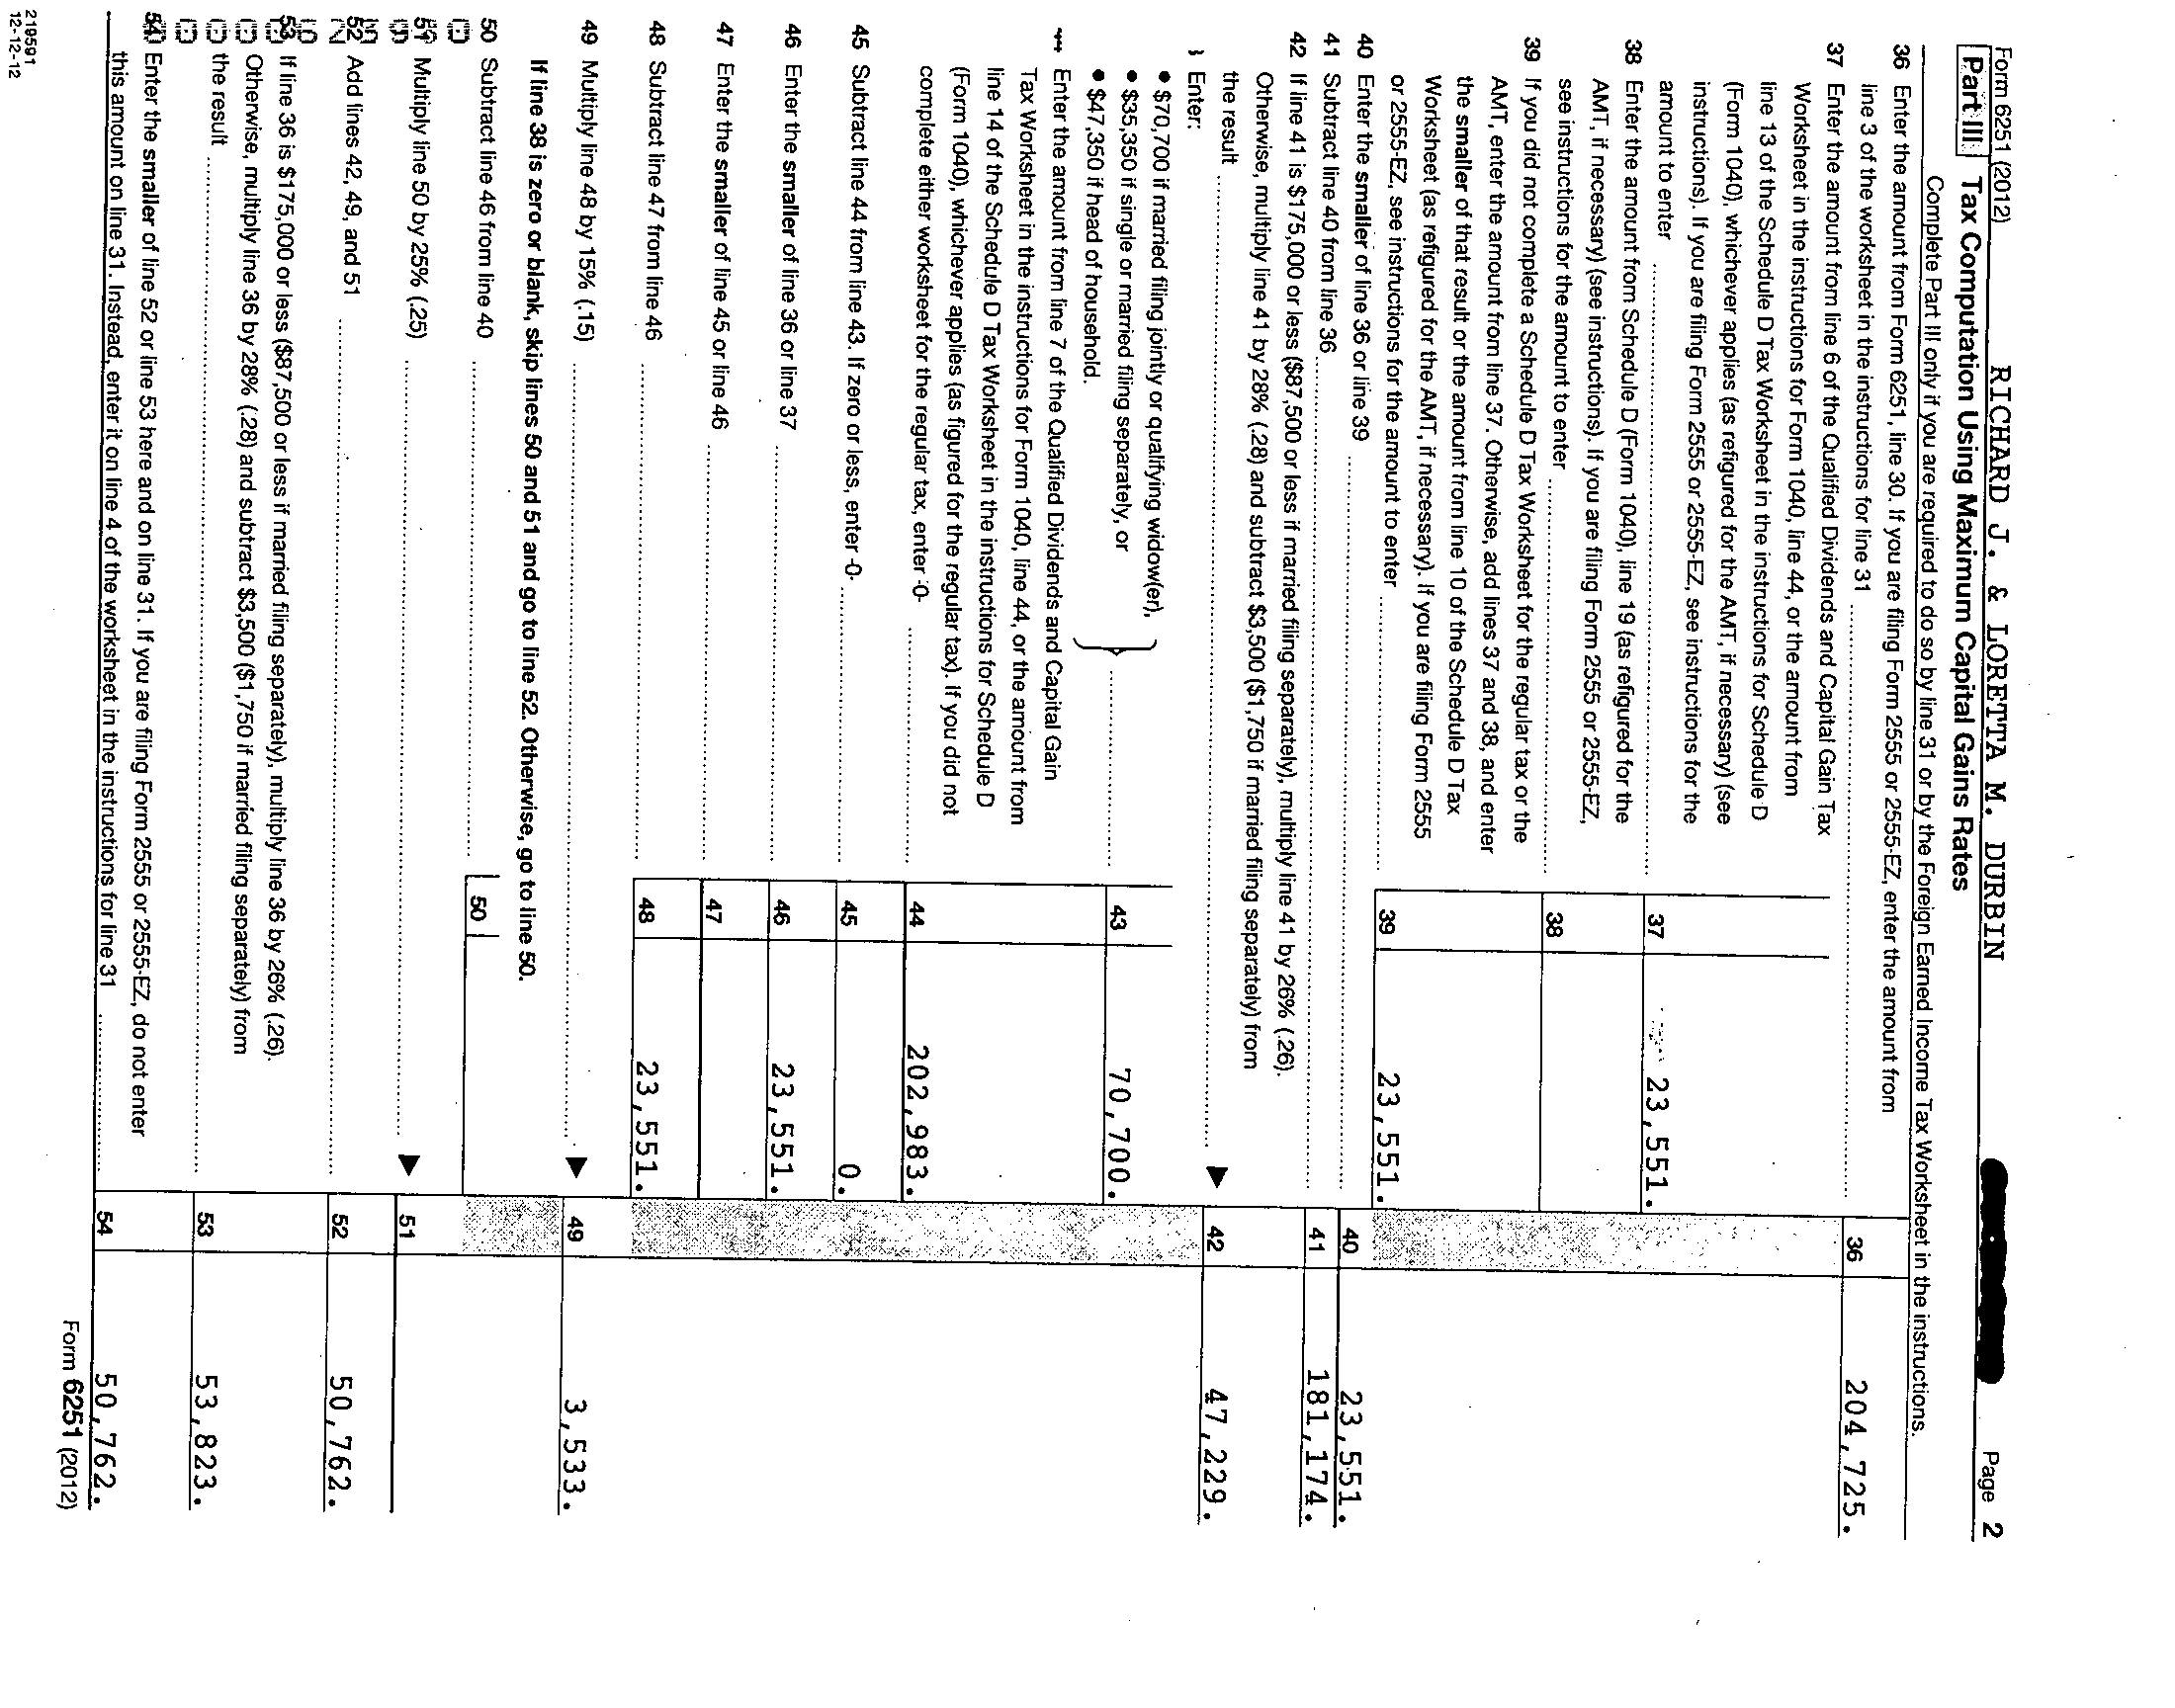 Form 6251 (2012) RICHARD J. & LORETTA M. DURBIN Page 2
Part III Tax Computation Using Maximum Capital Gains Rates
Complete Part III only if you are required to do so by line 31 or by the Foreign Earned Income Tax Worksheet in the instructions.
36 Enter the amount from Form 6251, line 30. If you are filing Form 2555 or 2555-EZ, enter the amount from
line 3 of the worksheet in the instructions for line 31 36 204,725.
37 Enter the amount from line 6 of the Qualified Dividends and Capital Gain Tax
Worksheet in the instructions for Form 1040, line 44, or the amount from
line 13 of the Schedule D Tax Worksheet in the instructions for Schedule D
(Form 1040), whichever applies (as refigured for the AMT, if necessary) (see
instructions). If you are filing Form 2555 or 2555-EZ, see instructions for the
amount to enter 37 23,551.
38 Enter the amount from Schedule D (Form 1040), line 19 (as refigured for the
AMT, if necessary) (see instructions). If you are filing Form 2555 or 2555-EZ,
see instructions for the amount to enter 38
39 If you did not complete a Schedule D Tax Worksheet for the regular tax or the
AMT, enter the amount from line 37. Otherwise, add lines 37 and 38, and enter
the smaller of that result or the amount from line 10 of the Schedule D Tax
Worksheet (as refigured for the AMT, if necessary). If you are filing Form 2555
or 2555-EZ, see instructions for the amount to enter 39 23,551.
40 Enter the smaller of line 36 or line 39 40 23,551.
41 Subtract line 40 from line 36 41 181,174.
42 If line 41 is $175,000 or less ($87,500 or less if married filing separately), multiply line 41 by 26% (.26).
Otherwise, multiply line 41 by 28% (.28) and subtract $3,500 ($1,750 if married filing separately) from
the result ▶ 42 47,229.
Enter:
● $70,700 if married filing jointly or qualifying widow(er),
● $35,350 if single or married filing separately, or 43 70,700.
● $47,350 if head of household.
Enter the amount from line 7 of the Qualified Dividends and Capital Gain
Tax Worksheet in the instructions for Form 1040, line 44, or the amount from
line 14 of the Schedule D Tax Worksheet in the instructions for Schedule D
(Form 1040), whichever applies (as figured for the regular tax). If you did not
complete either worksheet for the regular tax, enter -0- 44 202,983.
45 Subtract line 44 from line 43. If zero or less, enter -0- 45 0.
46 Enter the smaller of line 36 or line 37 46 23,551.
47 Enter the smaller of line 45 or line 46 47
48 Subtract line 47 from line 46 48 23,551.
49 Multiply line 48 by 15% (.15) ▶ 49 3,533.
If line 38 is zero or blank, skip lines 50 and 51 and go to line 52. Otherwise, go to line 50.
50 Subtract line 46 from line 40 50
51 Multiply line 50 by 25% (.25) ▶ 51
52 Add lines 42, 49, and 51 52 50,762.
53 If line 36 is $175,000 or less ($87,500 or less if married filing separately), multiply line 36 by 26% (.26).
Otherwise, multiply line 36 by 28% (.28) and subtract $3,500 ($1,750 if married filing separately) from
the result 53 53,823.
54 Enter the smaller of line 52 or line 53 here and on line 31. If you are filing Form 2555 or 2555-EZ, do not enter
this amount on line 31. Instead, enter it on line 4 of the worksheet in the instructions for line 31 54 50,762.
Form 6251 (2012)
219591
12-12-12